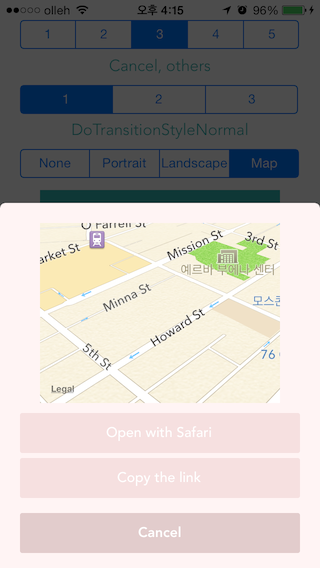 olleh 오후 4:15 96%
1 2 3 4 5
Cancel, others
1 2 3
DoTransitionStyleNormal
None Portrait Landscape Map
O'Farrell St
Market St
Mission St
3rd St
예르바 부에나 센터
Minna St
모스콘
Howard St
5th St
76
Legal
Open with Safari
Copy the link
Cancel